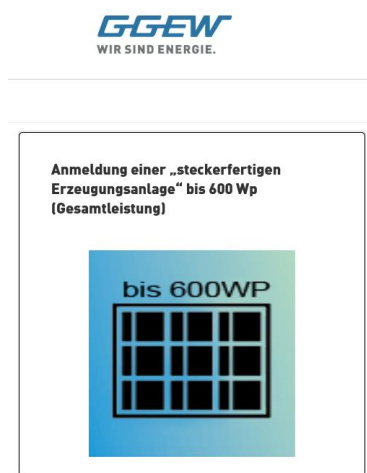 GGEW
WIR SIND ENERGIE.
Anmeldung einer „steckerfertigen
Erzeugungsanlage“ bis 600 Wp
(Gesamtleistung)
bis 600WP